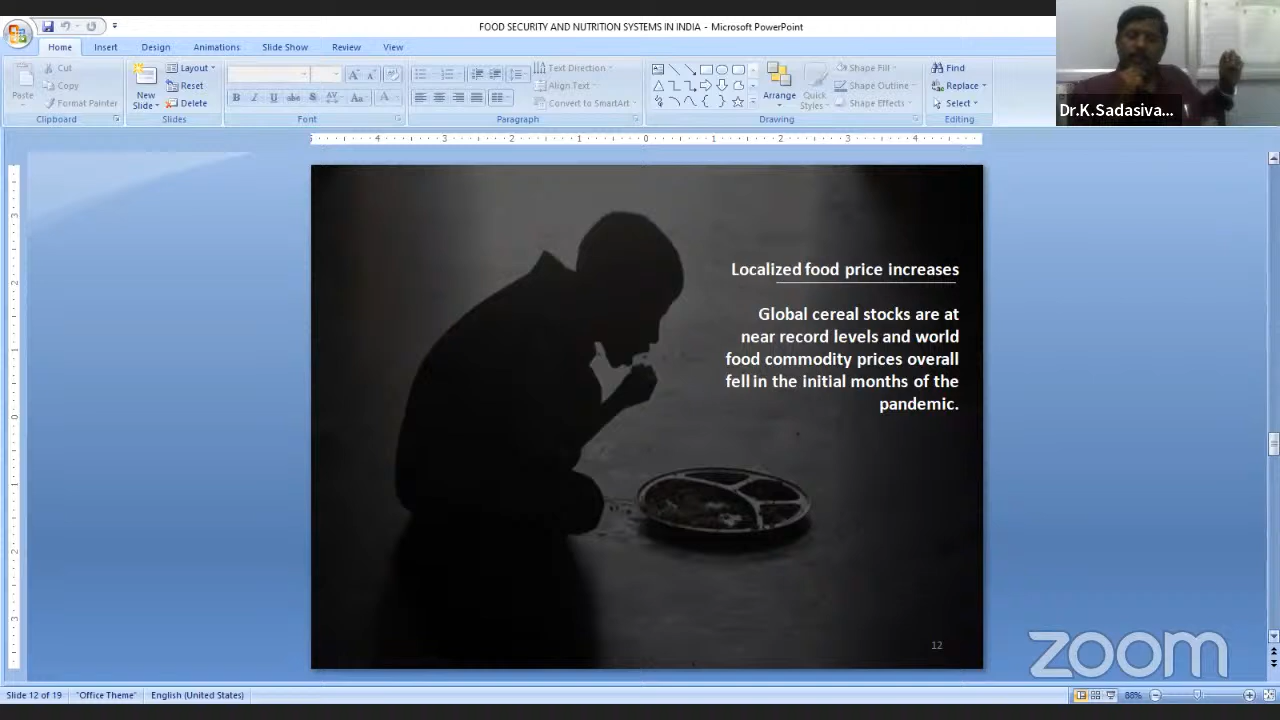 FOOD SECURITY AND NUTRITION SYSTEMS IN INDIA - Microsoft PowerPoint
Home Insert Design Animations Slide Show Review View
Paste
Cut
Copy
Format Painter
Clipboard
New Slide
Layout
Reset
Delete
Slides
Font
Text Direction
Align Text
Convert to SmartArt
Paragraph
Arrange
Quick Styles
Shape Fill
Shape Outline
Shape Effects
Drawing
Find
Replace
Select
Editing
Dr.K.Sadasiva...
Localized food price increases
Global cereal stocks are at
near record levels and world
food commodity prices overall
fell in the initial months of the
pandemic.
12
zoom
Slide 12 of 19 "Office Theme" English (United States) 88%